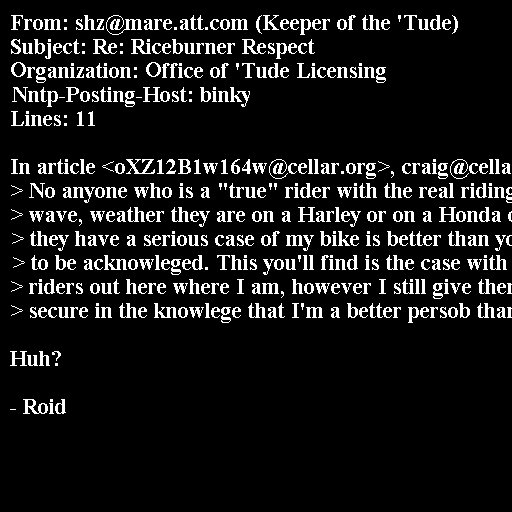 From: shz@mare.att.com (Keeper of the 'Tude)
Subject: Re: Riceburner Respect
Organization: Office of 'Tude Licensing
Nntp-Posting-Host: binky
Lines: 11

In article <oXZ12B1w164w@cellar.org>, craig@cella
> No anyone who is a "true" rider with the real riding
> wave, weather they are on a Harley or on a Honda
> they have a serious case of my bike is better than
> to be acknowleged. This you'll find is the case with
> riders out here where I am, however I still give
> secure in the knowlege that I'm a better persob

Huh?

- Roid